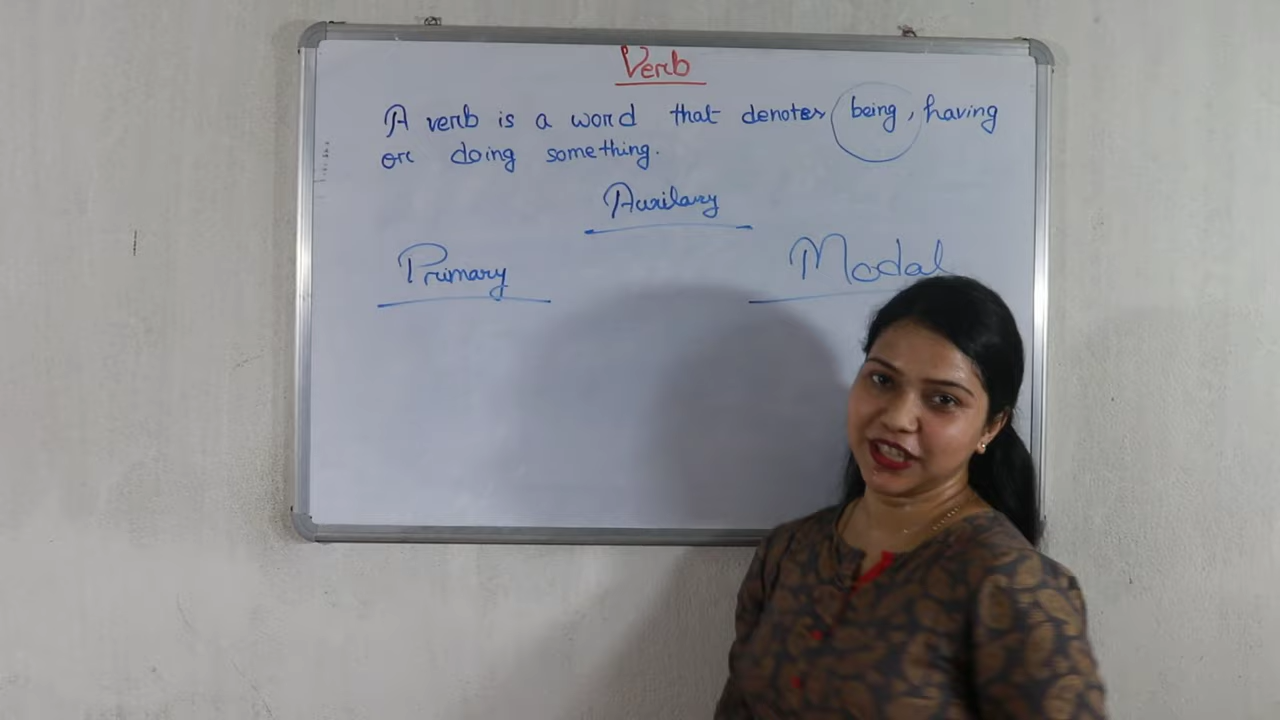 Verb
A verb is a word that denotes being, having
or doing something.
Auxilary
Primary
Modal